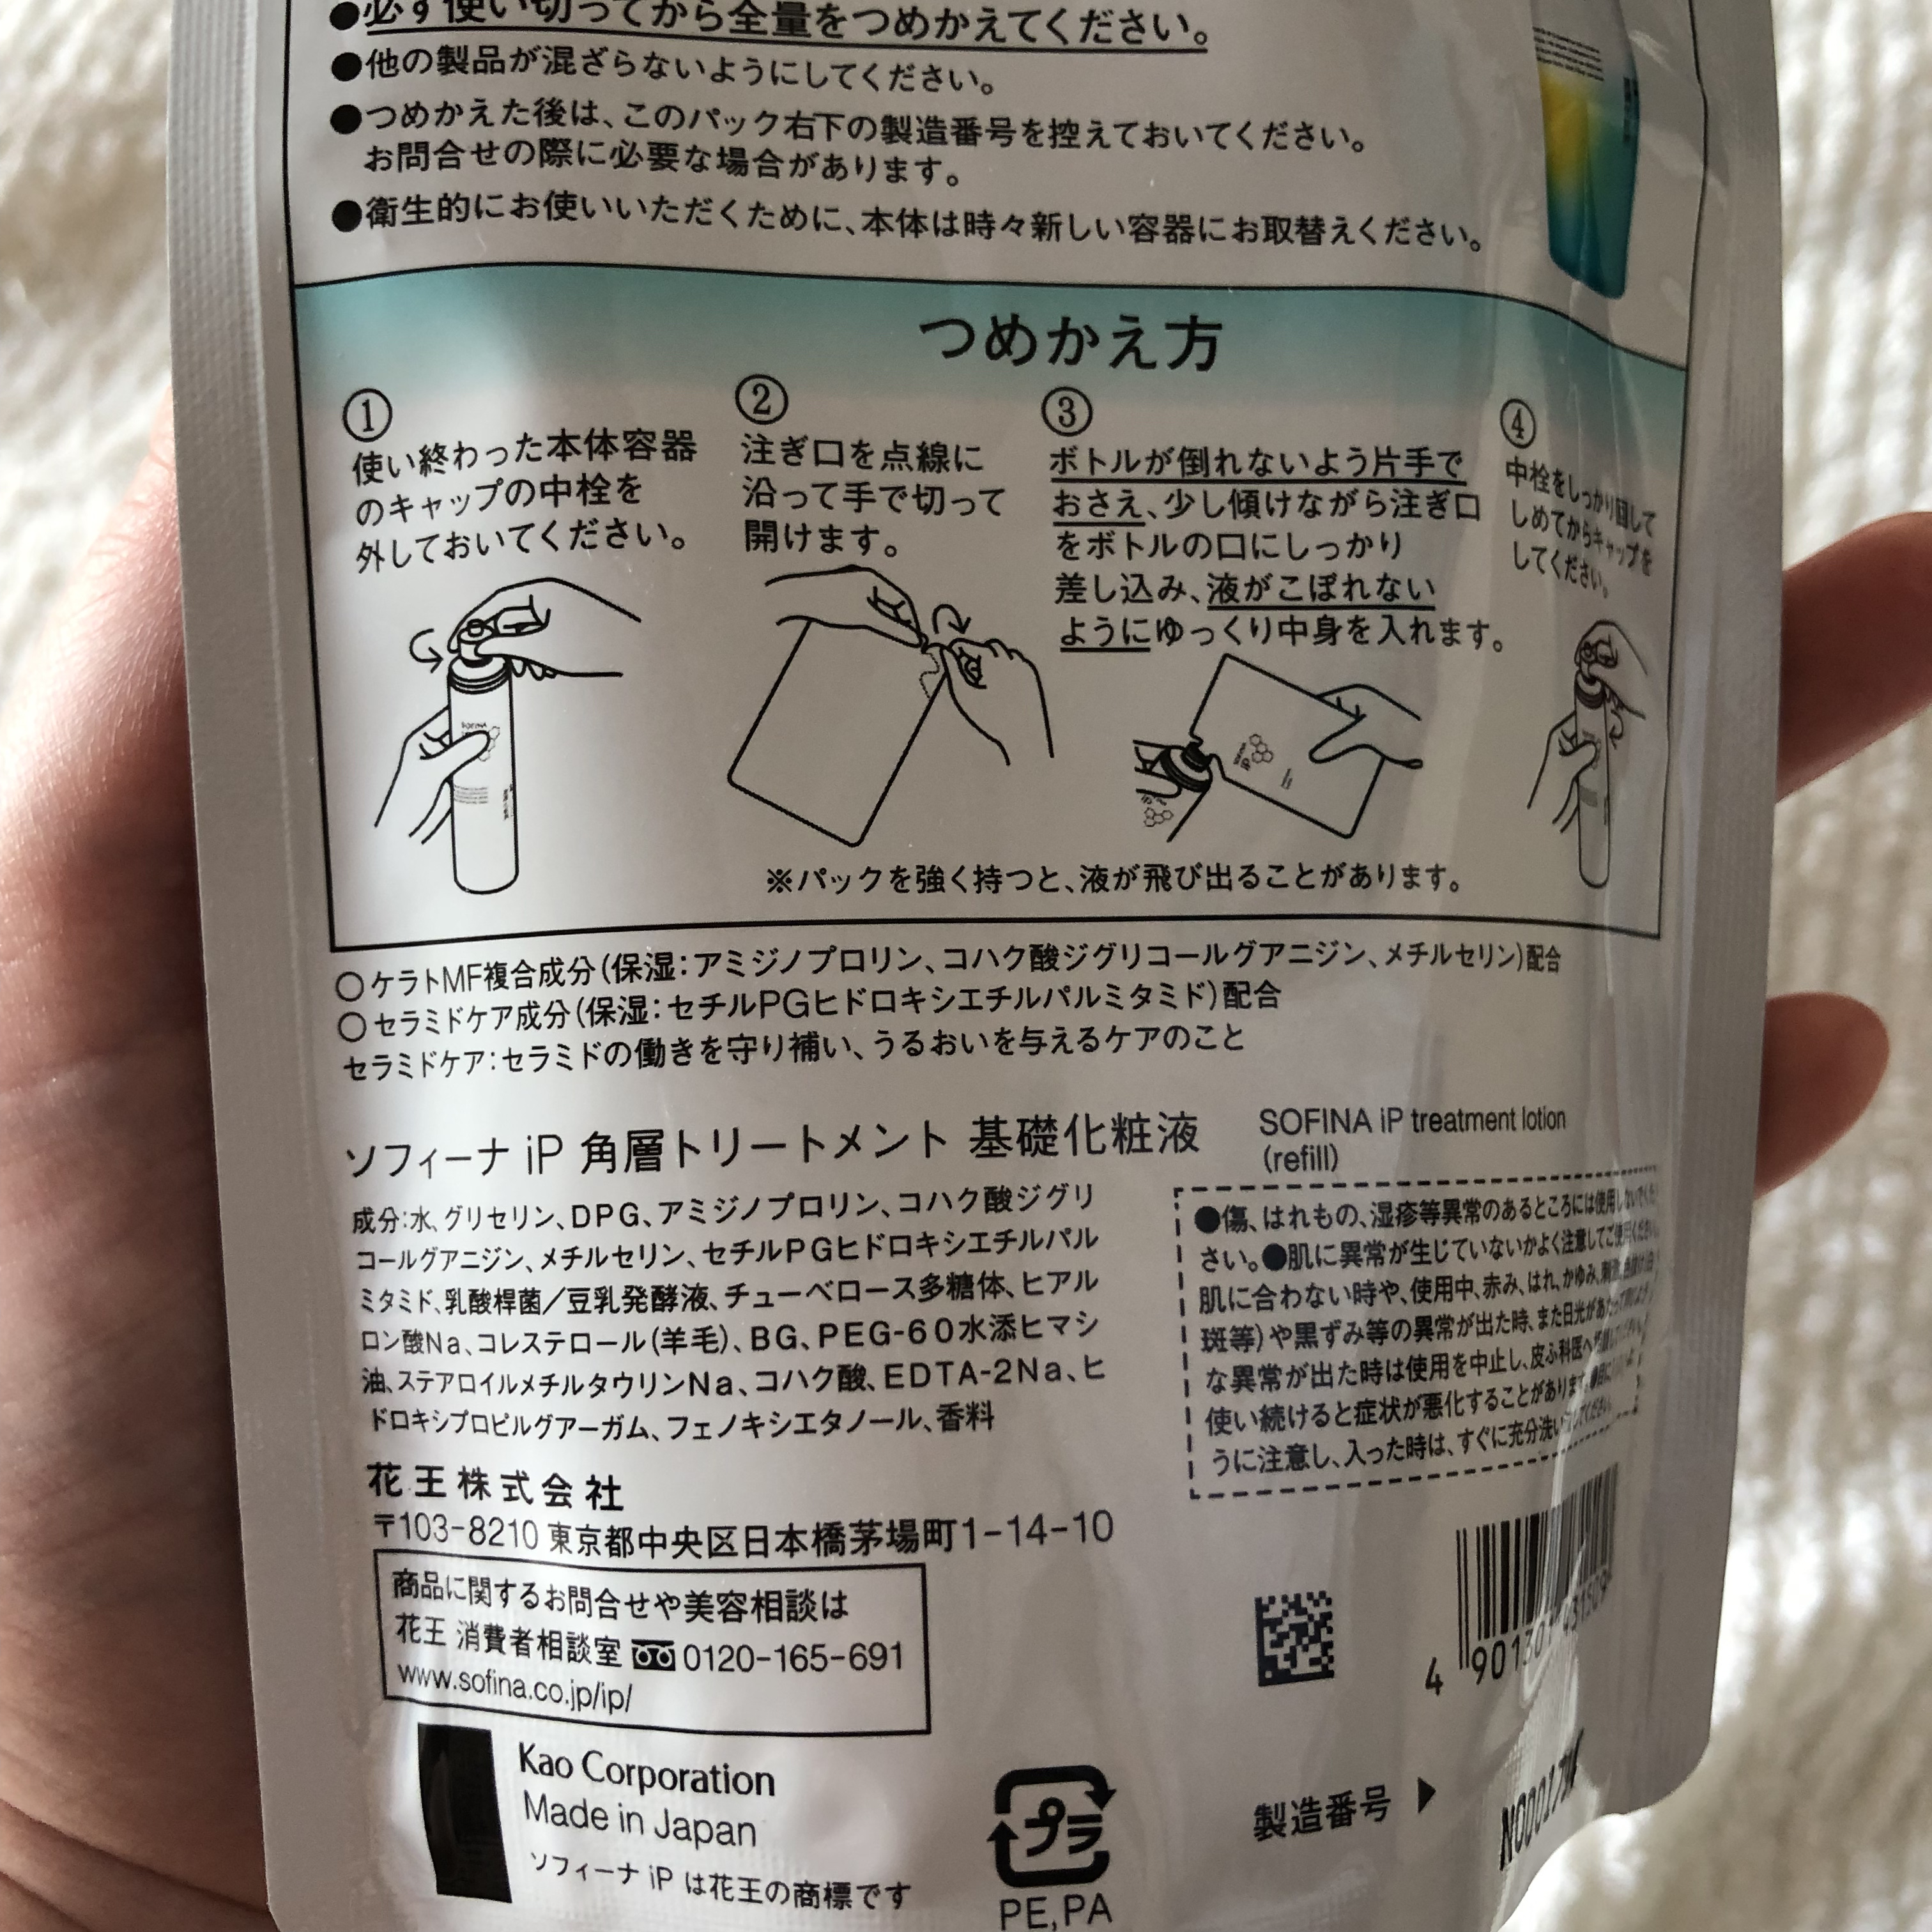 ●必ず使い切ってから全量をつめかえてください。
●他の製品が混ざらないようにしてください。
●つめかえた後は、このパック右下の製造番号を控えておいてください。
お問合せの際に必要な場合があります。
●衛生的にお使いいただくために、本体は時々新しい容器にお取替えください。
つめかえ方
①
使い終わった本体容器
のキャップの中栓を
外しておいてください。
②
注ぎ口を点線に
沿って手で切って
開けます。
③
ボトルが倒れないよう片手で
おさえ、少し傾けながら注ぎ口
をボトルの口にしっかり
差し込み、液がこぼれない
ようにゆっくり中身を入れます。
④
中栓をしっかり回して
しめてからキャップを
してください。
※パックを強く持つと、液が飛び出ることがあります。
○ケラトMF複合成分(保湿:アミジノプロリン、コハク酸ジグリコールグアニジン、メチルセリン)配合
○セラミドケア成分(保湿:セチルPGヒドロキシエチルパルミタミド)配合
セラミドケア:セラミドの働きを守り補い、うるおいを与えるケアのこと
ソフィーナ iP 角層トリートメント 基礎化粧液
SOFINA iP treatment lotion
(refill)
成分:水、グリセリン、DPG、アミジノプロリン、コハク酸ジグリ
コールグアニジン、メチルセリン、セチルPGヒドロキシエチルパル
ミタミド、乳酸桿菌/豆乳発酵液、チューベロース多糖体、ヒアル
ロン酸Na、コレステロール(羊毛)、BG、PEG-60水添ヒマシ
油、ステアロイルメチルタウリンNa、コハク酸、EDTA-2Na、ヒ
ドロキシプロピルグアーガム、フェノキシエタノール、香料
●傷、はれもの、湿疹等異常のあるところには使用しないでくだ
さい。●肌に異常が生じていないかよく注意してご使用ください。
肌に合わない時や、使用中、赤み、はれ、かゆみ、刺激、
斑等)や黒ずみ等の異常が出た時、また日光があたって
な異常が出た時は使用を中止し、皮ふ科医へ
使い続けると症状が悪化することがあります。
うに注意し、入った時は、すぐに充分洗い
花王株式会社
〒103-8210 東京都中央区日本橋茅場町1-14-10
商品に関するお問合せや美容相談は
花王 消費者相談室 0120-165-691
www.sofina.co.jp/ip/
4 901301
Kao Corporation
Made in Japan
ソフィーナ iP は花王の商標です
プラ
PE,PA
製造番号 ▶